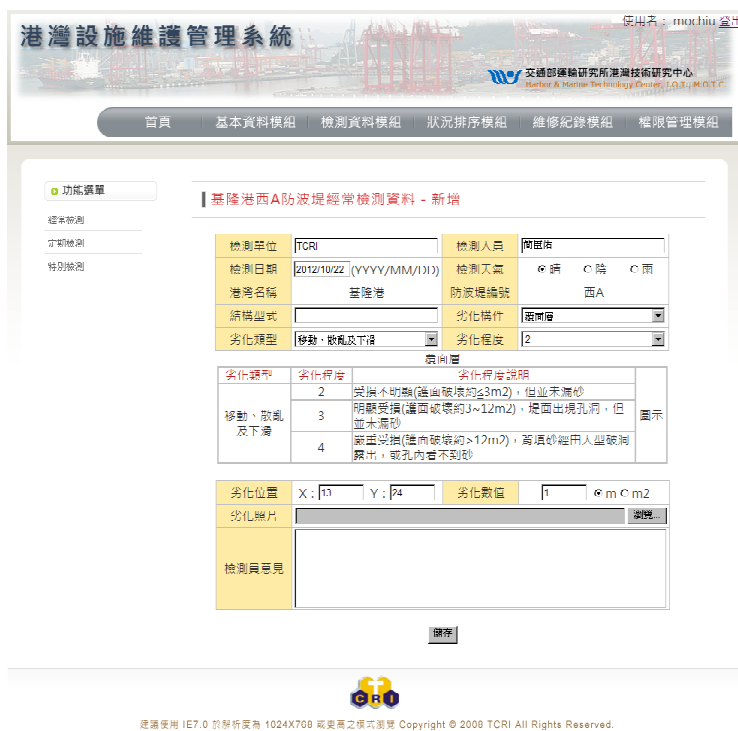 使用者： mochiu 登出
港灣設施維護管理系統
交通部運輸研究所港灣技術研究中心
Harbor & Marine Technology Center, I.O.T., M.O.T.C.
首頁 基本資料模組 檢測資料模組 狀況排序模組 維修紀錄模組 權限管理模組
功能選單
經常檢測
定期檢測
特別檢測
基隆港西A防波堤經常檢測資料 - 新增
檢測單位 TCRI 檢測人員 簡臣佑
檢測日期 2012/10/22 (YYYY/MM/DD) 檢測天氣 晴 陰 雨
港灣名稱 基隆港 防波堤編號 西A
結構型式 劣化構件 覆面層
劣化類型 移動、散亂及下滑 劣化程度 2
覆面層
劣化類型 劣化程度 劣化程度說明
移動、散亂及下滑
2 受損不明顯(護面破壞約≦3m2)，但並未漏砂
3 明顯受損(護面破壞約3~12m2)，堤面出現孔洞，但
並未漏砂
4 嚴重受損(護面破壞約>12m2)，背填砂經由大型破洞
露出，或孔內看不到砂
圖示
劣化位置 X : 13 Y : 24 劣化數值 1 m m2
劣化照片 瀏覽...
檢測員意見
儲存
CRI
建議使用 IE7.0 於解析度為 1024X768 或更高之模式瀏覽 Copyright © 2008 TCRI All Rights Reserved.